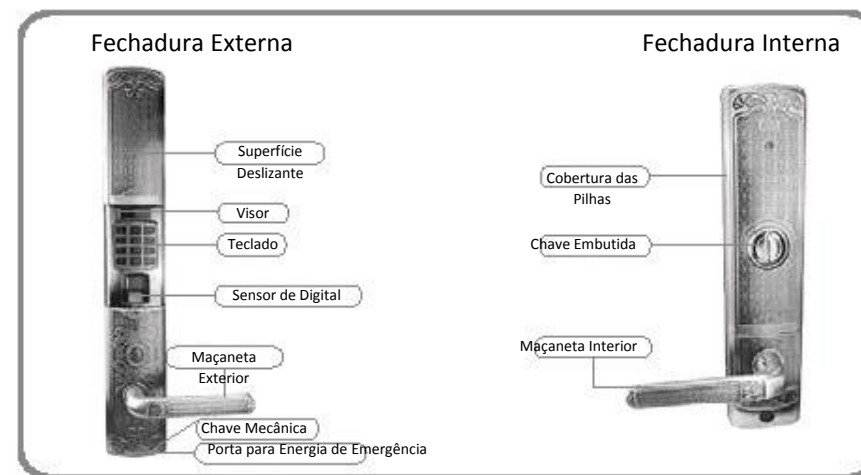 Fechadura Externa
Fechadura Interna
Superfície
Deslizante
Visor
Teclado
Sensor de Digital
Maçaneta
Exterior
Chave Mecânica
Porta para Energia de Emergência
Cobertura das
Pilhas
Chave Embutida
Maçaneta Interior